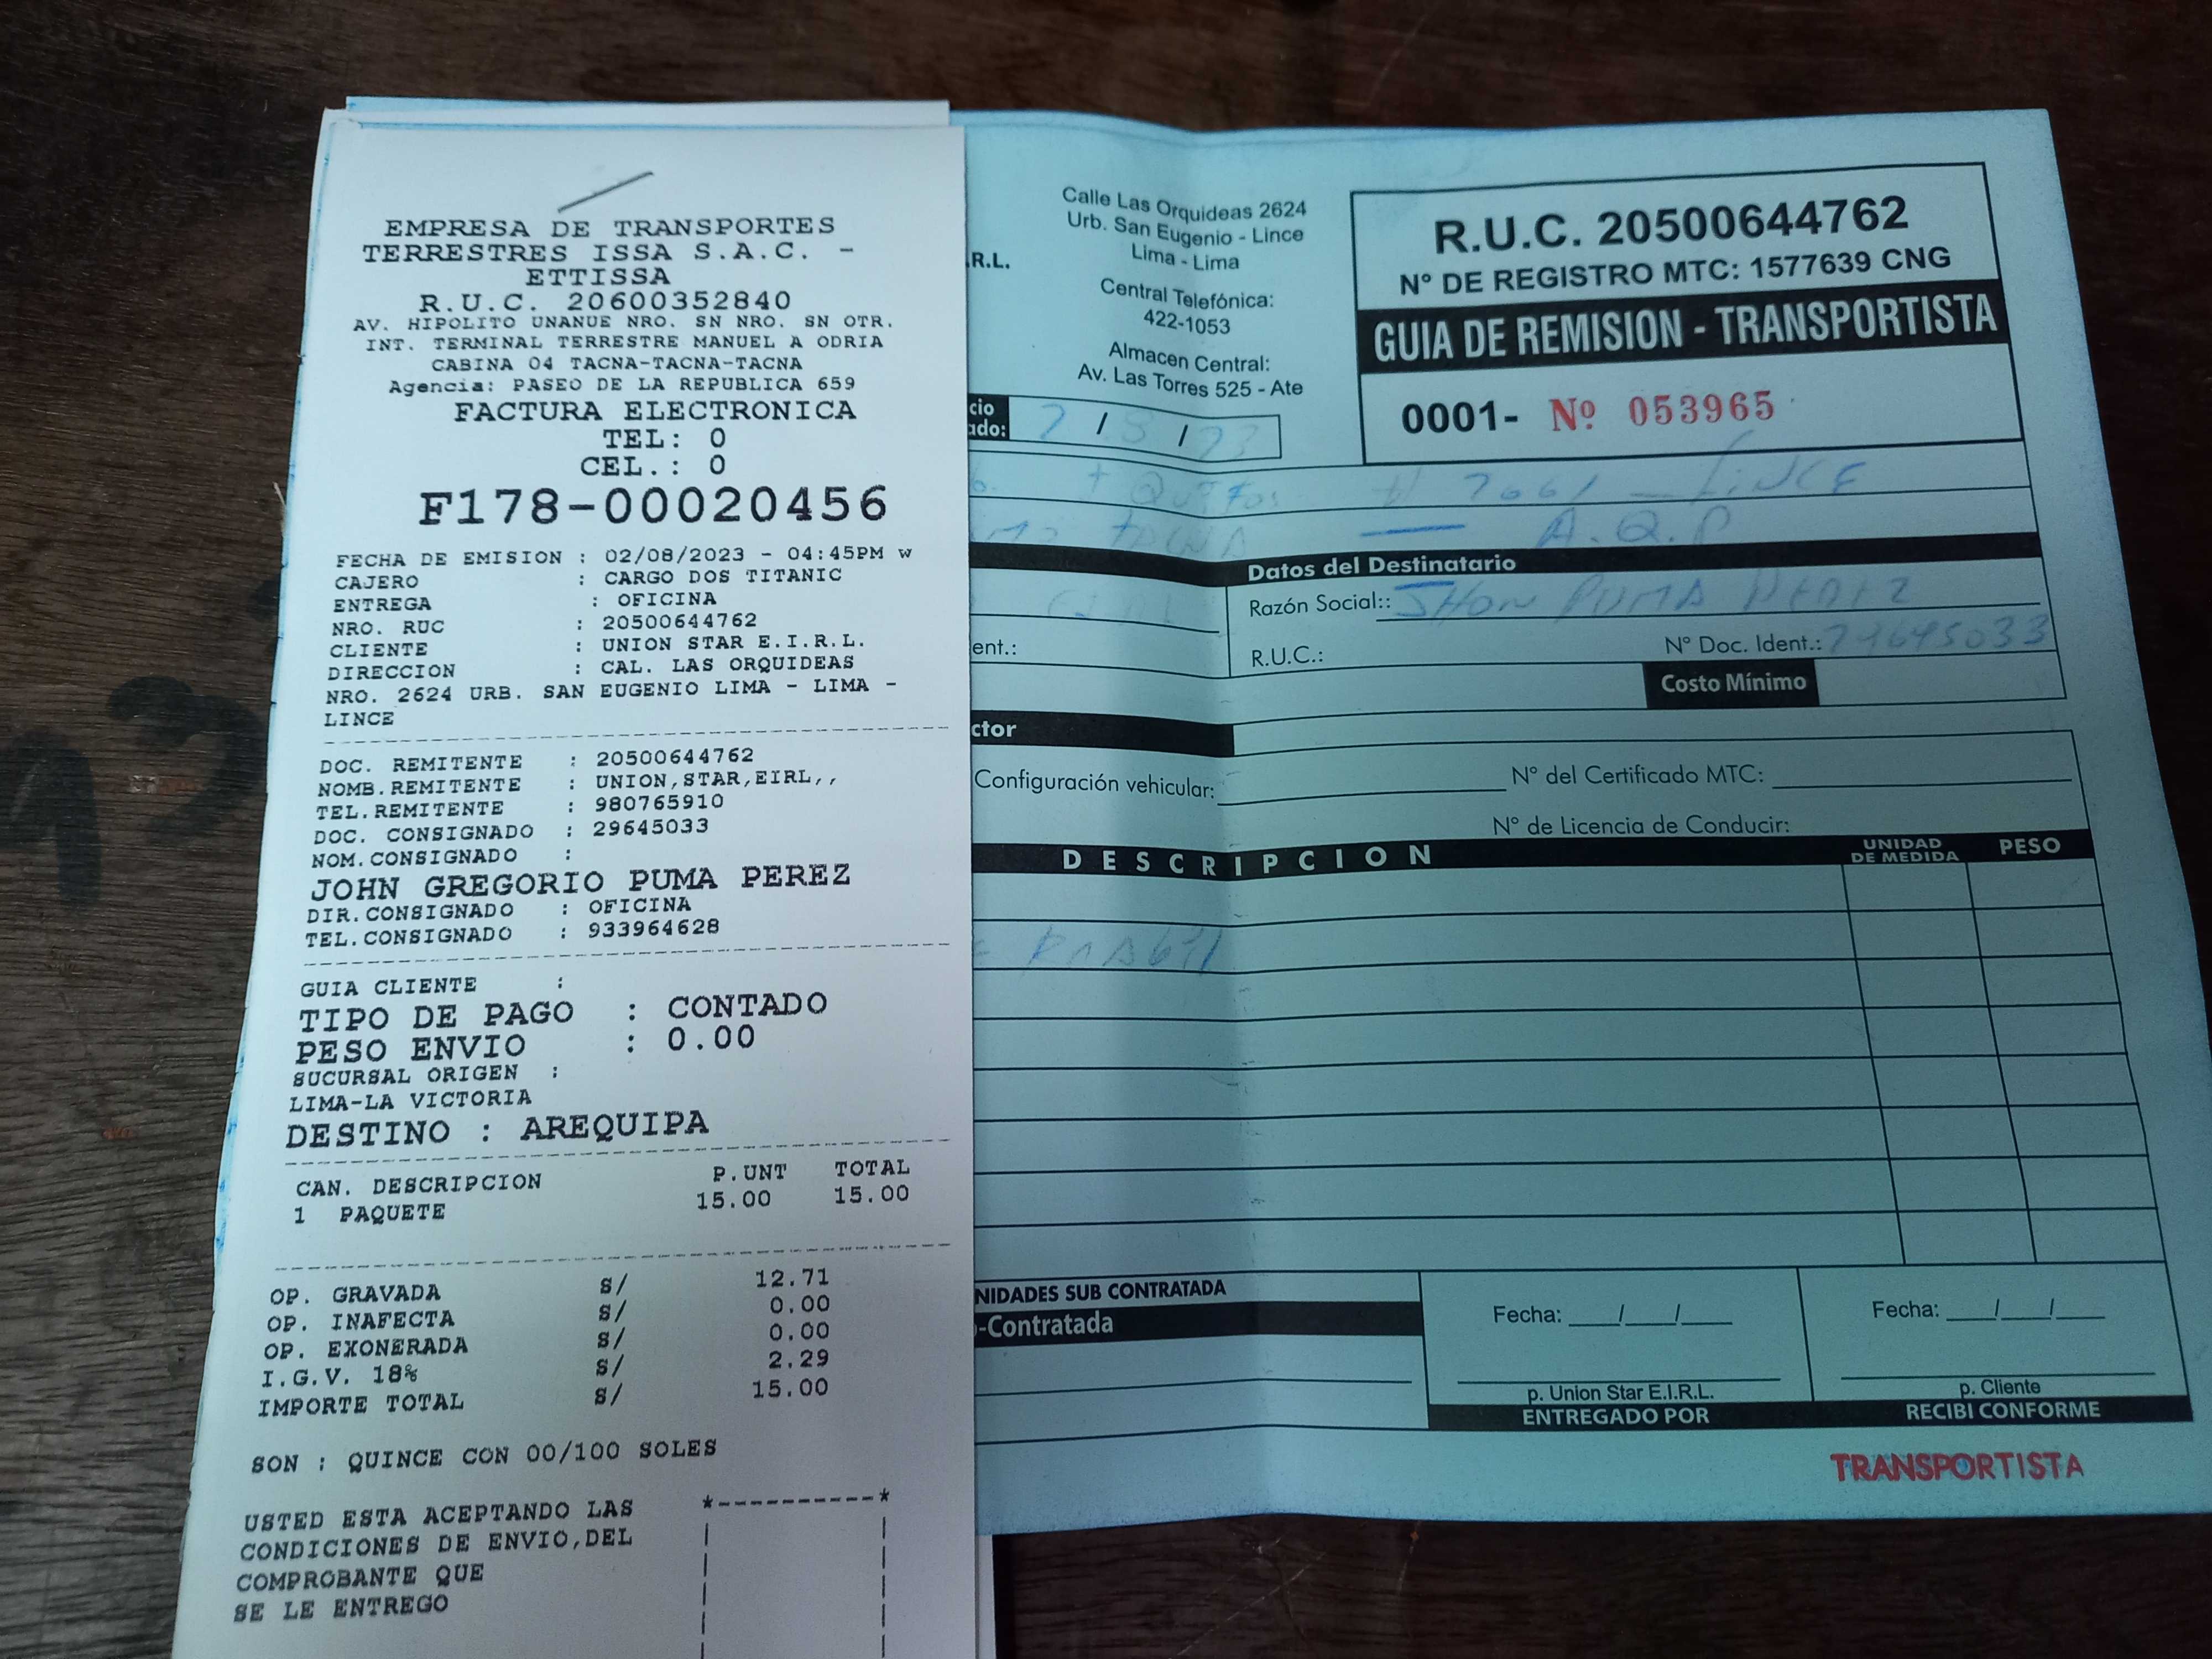 EMPRESA DE TRANSPORTES
TERRESTRES ISSA S.A.C. -
ETTISSA
R.U.C. 20600352840
AV. HIPOLITO UNANUE NRO. SN NRO. SN OTR.
INT. TERMINAL TERRESTRE MANUEL A ODRIA
CABINA 04 TACNA-TACNA-TACNA
Agencia: PASEO DE LA REPUBLICA 659
FACTURA ELECTRONICA
TEL: 0
CEL.: 0
F178-00020456
FECHA DE EMISION : 02/08/2023 - 04:45PM w
CAJERO : CARGO DOS TITANIC
ENTREGA : OFICINA
NRO. RUC : 20500644762
CLIENTE : UNION STAR E.I.R.L.
DIRECCION : CAL. LAS ORQUIDEAS
NRO. 2624 URB. SAN EUGENIO LIMA - LIMA -
LINCE
DOC. REMITENTE : 20500644762
NOMB.REMITENTE : UNION,STAR,EIRL,,
TEL.REMITENTE : 980765910
DOC. CONSIGNADO : 29645033
NOM.CONSIGNADO :
JOHN GREGORIO PUMA PEREZ
DIR.CONSIGNADO : OFICINA
TEL.CONSIGNADO : 933964628
GUIA CLIENTE :
TIPO DE PAGO : CONTADO
PESO ENVIO : 0.00
SUCURSAL ORIGEN :
LIMA-LA VICTORIA
DESTINO : AREQUIPA
CAN. DESCRIPCION P.UNT TOTAL
1 PAQUETE 15.00 15.00
OP. GRAVADA S/ 12.71
OP. INAFECTA S/ 0.00
OP. EXONERADA S/ 0.00
I.G.V. 18% S/ 2.29
IMPORTE TOTAL S/ 15.00
SON : QUINCE CON 00/100 SOLES
USTED ESTA ACEPTANDO LAS
CONDICIONES DE ENVIO,DEL
COMPROBANTE QUE
SE LE ENTREGO
.R.L.
Calle Las Orquideas 2624
Urb. San Eugenio - Lince
Lima - Lima
Central Telefónica:
422-1053
Almacen Central:
Av. Las Torres 525 - Ate
R.U.C. 20500644762
N° DE REGISTRO MTC: 1577639 CNG
GUIA DE REMISION - TRANSPORTISTA
0001- Nº 053965
cio
ado: / /
LINCE
TACNA — A.Q.P
Datos del Destinatario
Razón Social:: JHON PUMA
ent.:
R.U.C.: N° Doc. Ident.:
Costo Mínimo
ctor
Configuración vehicular: N° del Certificado MTC:
N° de Licencia de Conducir:
DESCRIPCION UNIDAD DE MEDIDA PESO
NIDADES SUB CONTRATADA
-Contratada
Fecha: / /
p. Union Star E.I.R.L.
ENTREGADO POR
Fecha: / /
p. Cliente
RECIBI CONFORME
TRANSPORTISTA